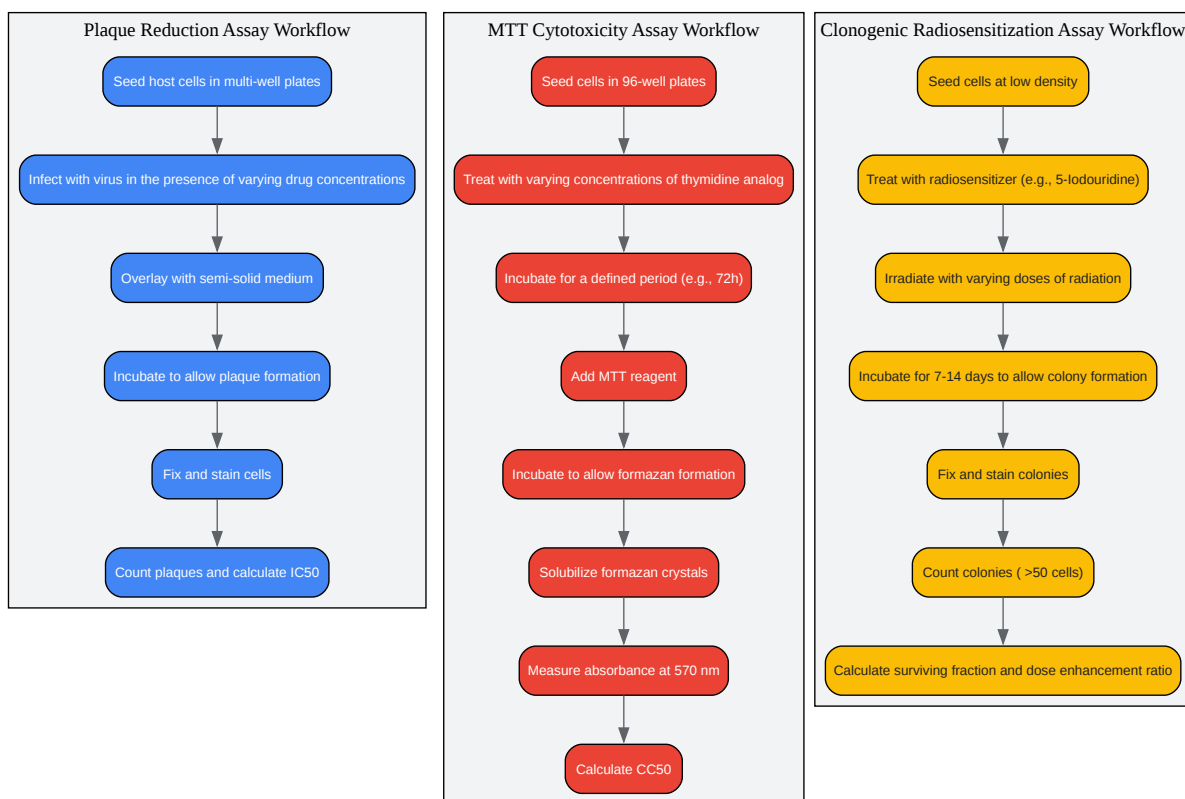 Plaque Reduction Assay Workflow
Seed host cells in multi-well plates
Infect with virus in the presence of varying drug concentrations
Overlay with semi-solid medium
Incubate to allow plaque formation
Fix and stain cells
Count plaques and calculate IC50
MTT Cytotoxicity Assay Workflow
Seed cells in 96-well plates
Treat with varying concentrations of thymidine analog
Incubate for a defined period (e.g., 72h)
Add MTT reagent
Incubate to allow formazan formation
Solubilize formazan crystals
Measure absorbance at 570 nm
Calculate CC50
Clonogenic Radiosensitization Assay Workflow
Seed cells at low density
Treat with radiosensitizer (e.g., 5-Iodouridine)
Irradiate with varying doses of radiation
Incubate for 7-14 days to allow colony formation
Fix and stain colonies
Count colonies ( >50 cells)
Calculate surviving fraction and dose enhancement ratio